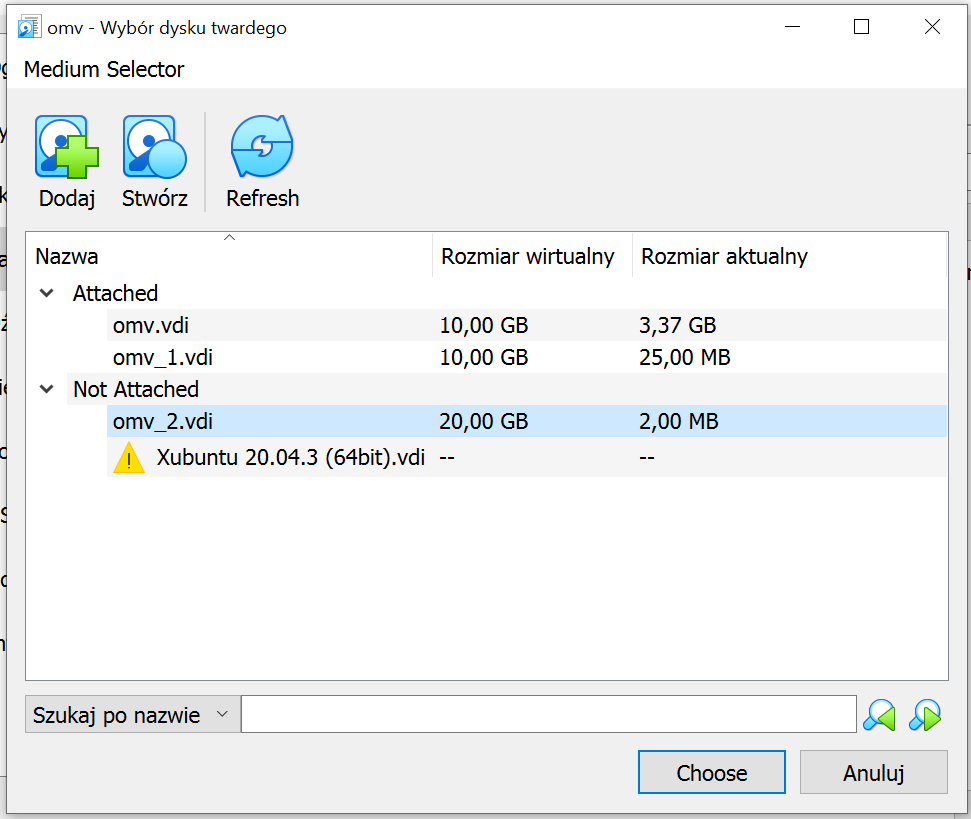 omv - Wybór dysku twardego
Medium Selector
Dodaj Stwórz Refresh
Nazwa Rozmiar wirtualny Rozmiar aktualny
Attached
omv.vdi 10,00 GB 3,37 GB
omv_1.vdi 10,00 GB 25,00 MB
Not Attached
omv_2.vdi 20,00 GB 2,00 MB
Xubuntu 20.04.3 (64bit).vdi -- --
Szukaj po nazwie
Choose Anuluj